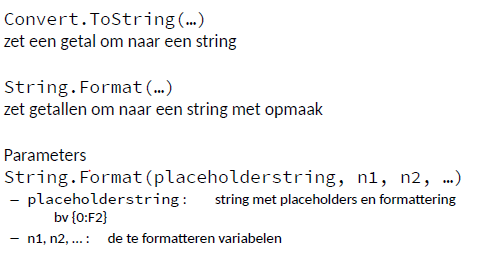 Convert.ToString(…)
zet een getal om naar een string
String.Format(…)
zet getallen om naar een string met opmaak
Parameters
String.Format(placeholderstring, n1, n2, …)
– placeholderstring: string met placeholders en formattering
bv {0:F2}
– n1, n2, … : de te formatteren variabelen